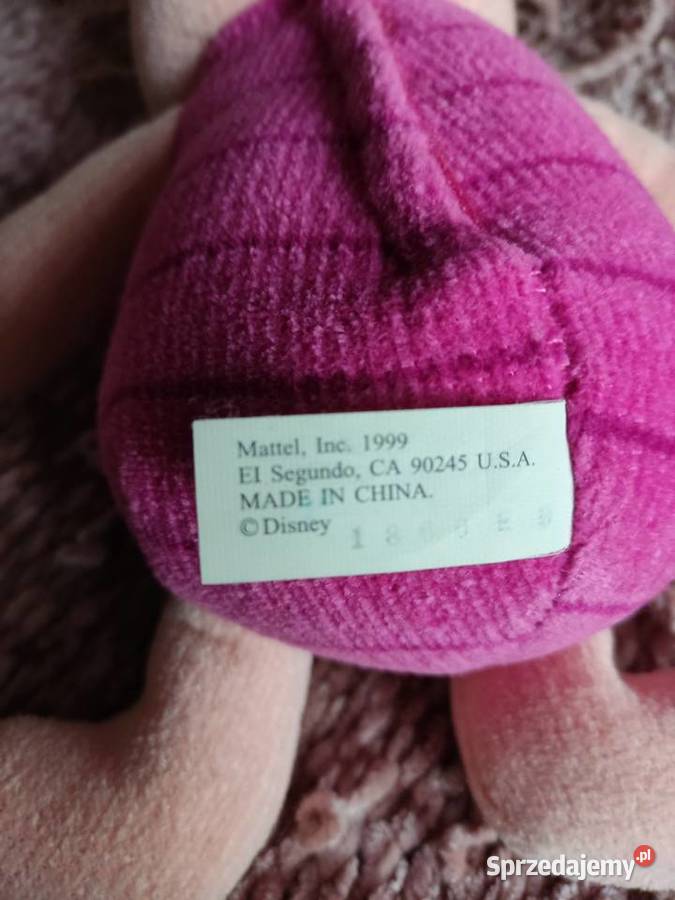 Mattel, Inc. 1999
El Segundo, CA 90245 U.S.A.
MADE IN CHINA.
©Disney
Sprzedajemy.pl